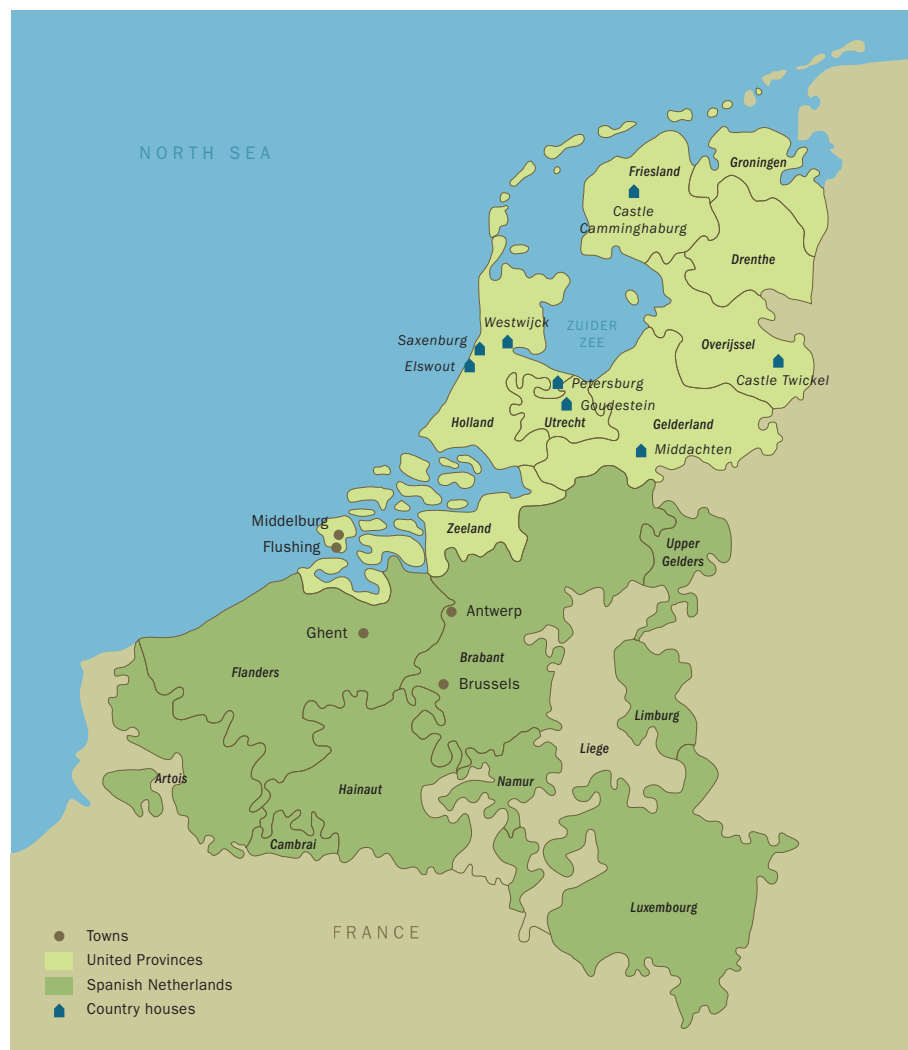 NORTH SEA
Groningen
Friesland
Castle
Camminghaburg
Drenthe
Westwijck
ZUIDER
ZEE
Saxenburg
Overijssel
Elswout
Castle Twickel
Petersburg
Goudestein
Holland
Utrecht
Gelderland
Middachten
Middelburg
Zeeland
Flushing
Upper
Gelders
Antwerp
Ghent
Brabant
Flanders
Brussels
Limburg
Liege
Artois
Namur
Hainaut
Cambrai
Luxembourg
FRANCE
Towns
United Provinces
Spanish Netherlands
Country houses